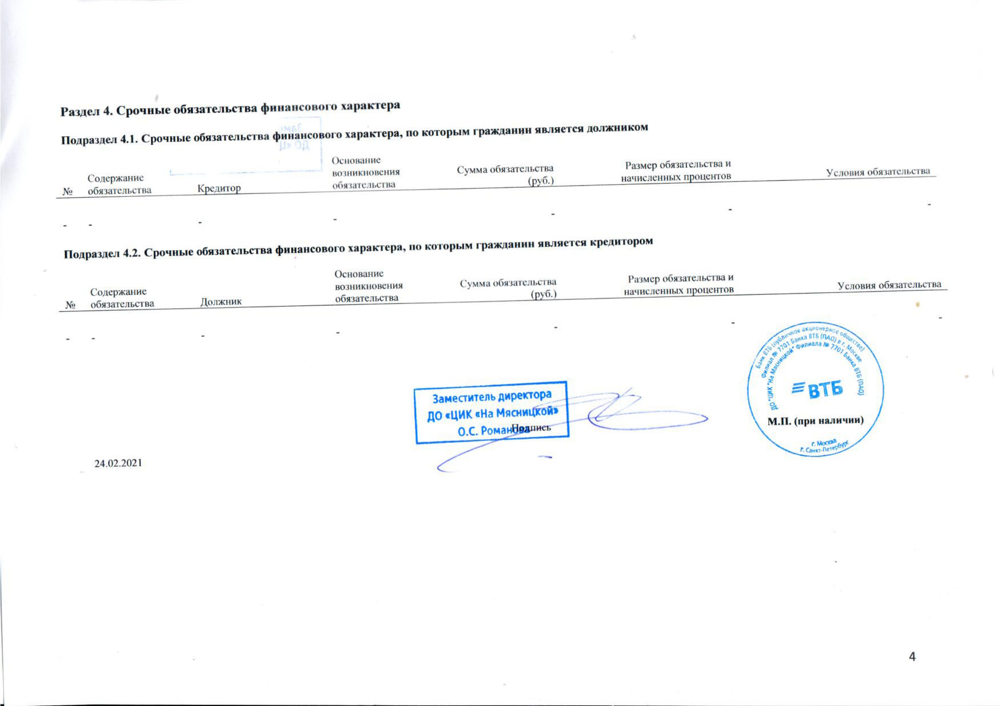 Раздел 4. Срочные обязательства финансового характера
Подраздел 4.1. Срочные обязательства финансового характера, по которым гражданин является должником
№ Содержание обязательства Кредитор Основание возникновения обязательства Сумма обязательства (руб.) Размер обязательства и начисленных процентов Условия обязательства
- - - - - - -
Подраздел 4.2. Срочные обязательства финансового характера, по которым гражданин является кредитором
№ Содержание обязательства Должник Основание возникновения обязательства Сумма обязательства (руб.) Размер обязательства и начисленных процентов Условия обязательства
- - - - - - -
Заместитель директора
ДО «ЦИК «На Мясницкой»
О.С. Романова
Подпись
Банк ВТБ (публичное акционерное общество)
Филиал № 7701 Банка ВТБ (ПАО) в г. Москве
ДО "ЦИК "На Мясницкой" Филиала № 7701 Банка ВТБ (ПАО)
ВТБ
М.П. (при наличии)
г. Москва
г. Санкт-Петербург
24.02.2021
4